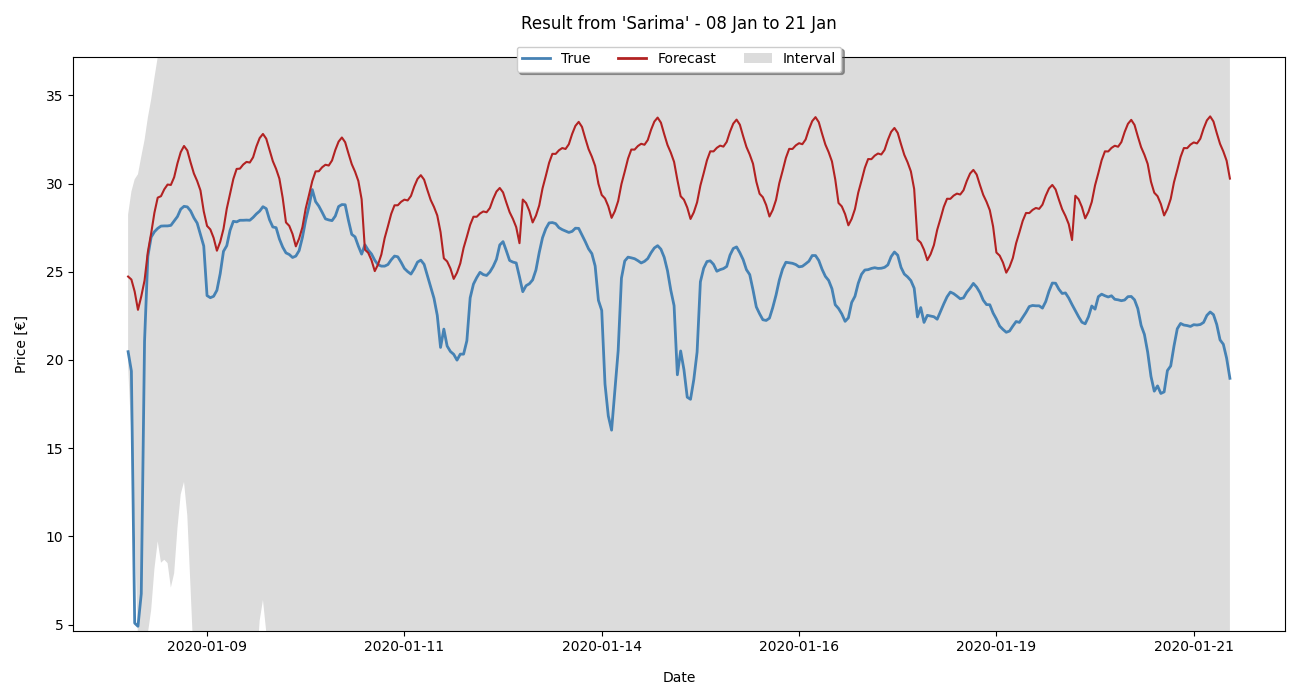 Result from 'Sarima' - 08 Jan to 21 Jan
True Forecast Interval
35
30
25
20
15
10
5
Price [€]
2020-01-09 2020-01-11 2020-01-14 2020-01-16 2020-01-19 2020-01-21
Date